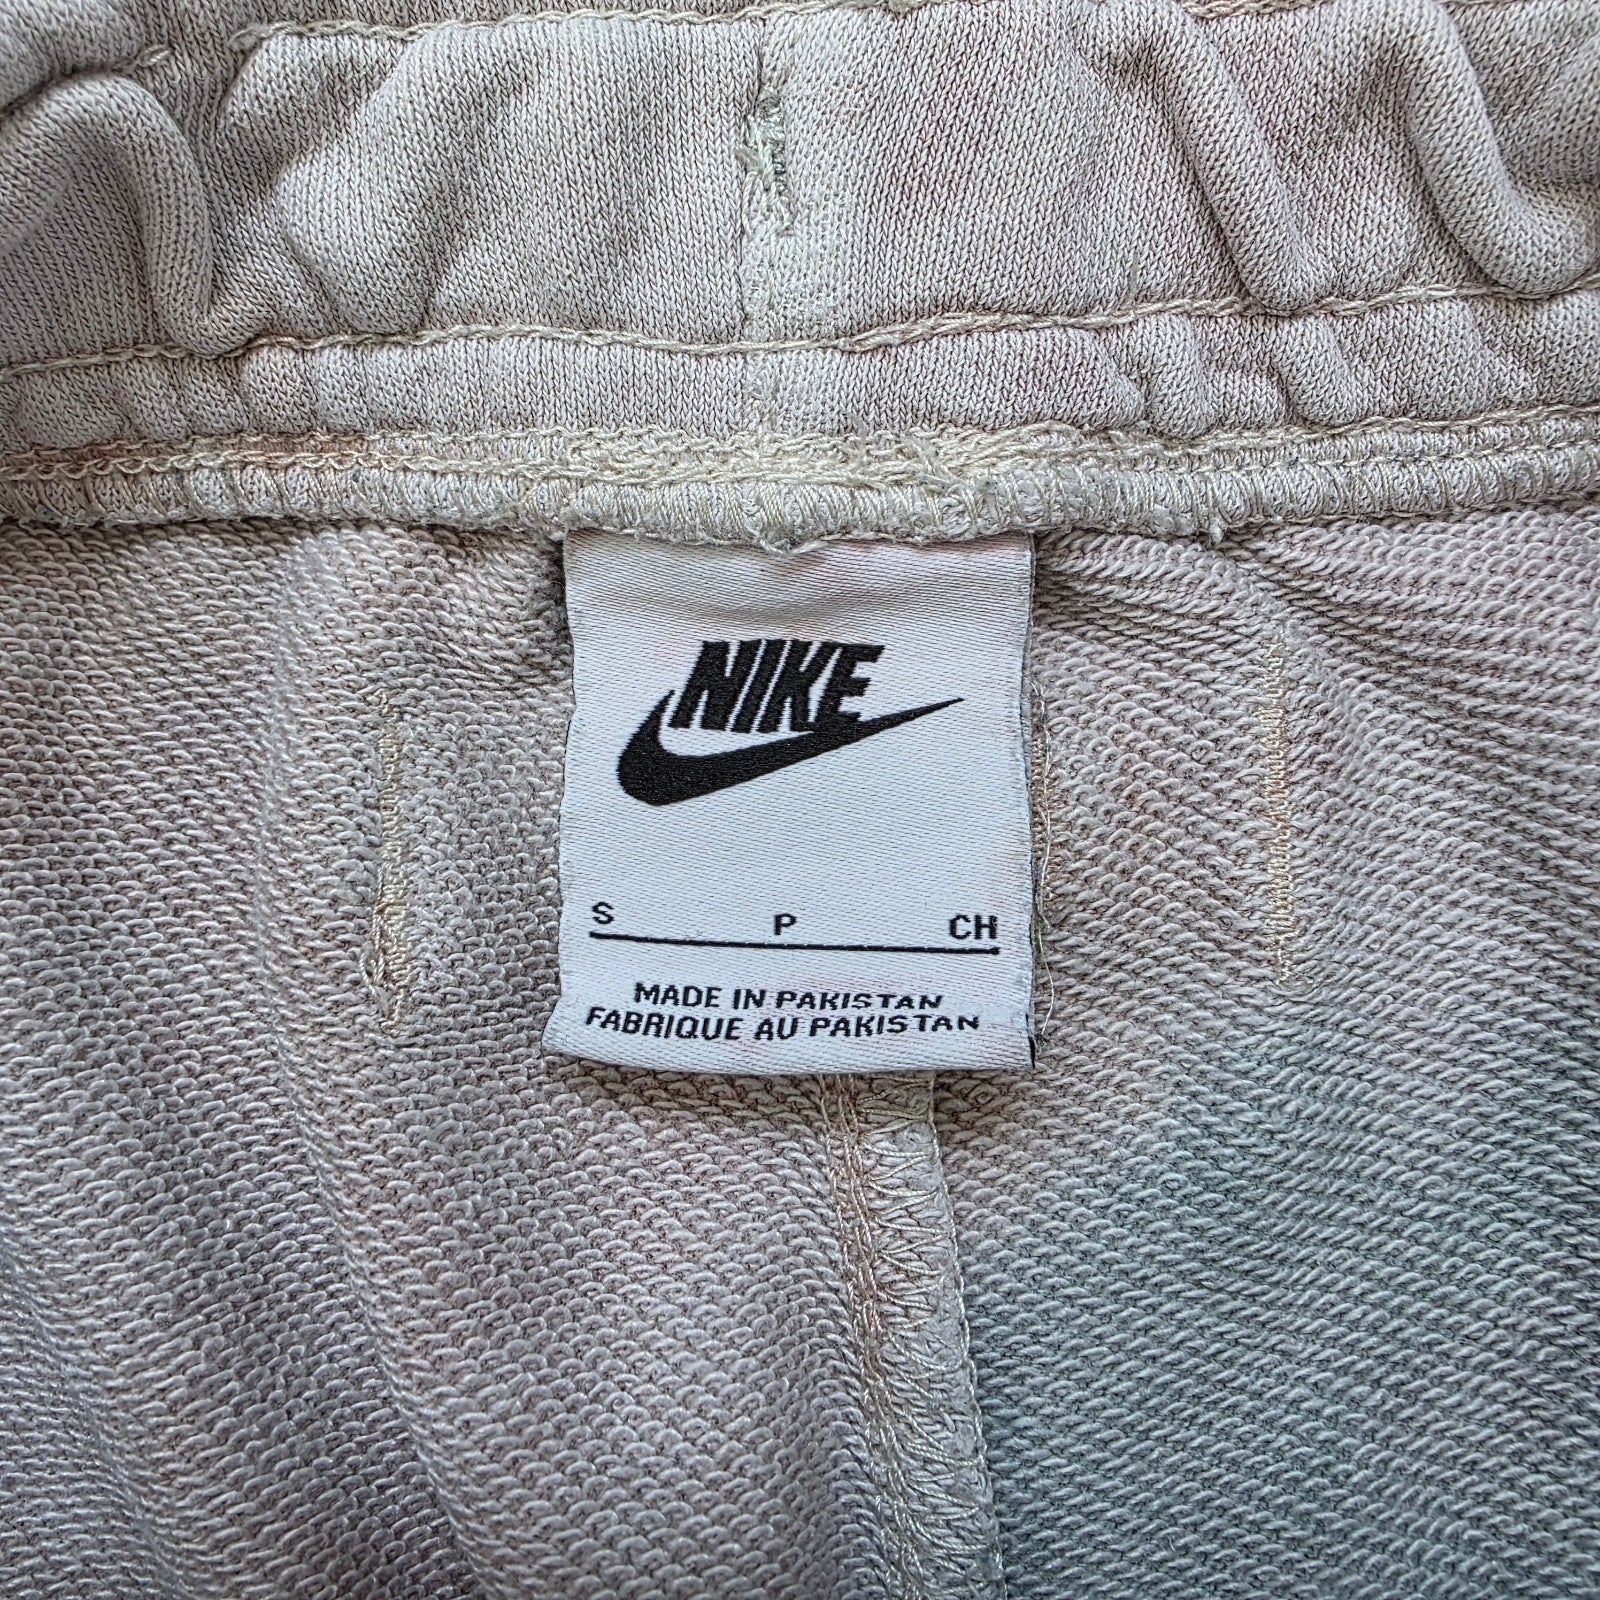 NIKE
S P CH
MADE IN PAKISTAN
FABRIQUE AU PAKISTAN